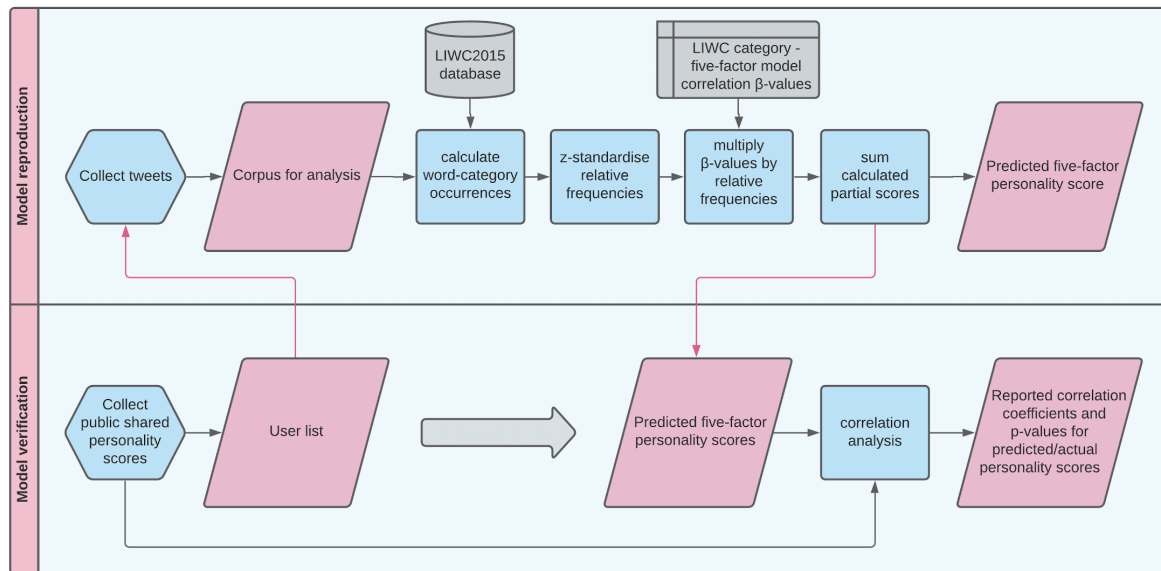 Model reproduction
LIWC2015
database
LIWC category -
five-factor model
correlation β-values
Collect tweets
Corpus for analysis
calculate
word-category
occurrences
z-standardise
relative
frequencies
multiply
β-values by
relative
frequencies
sum
calculated
partial scores
Predicted five-factor
personality score
Model verification
Collect
public shared
personality
scores
User list
Predicted five-factor
personality scores
correlation
analysis
Reported correlation
coefficients and
p-values for
predicted/actual
personality scores